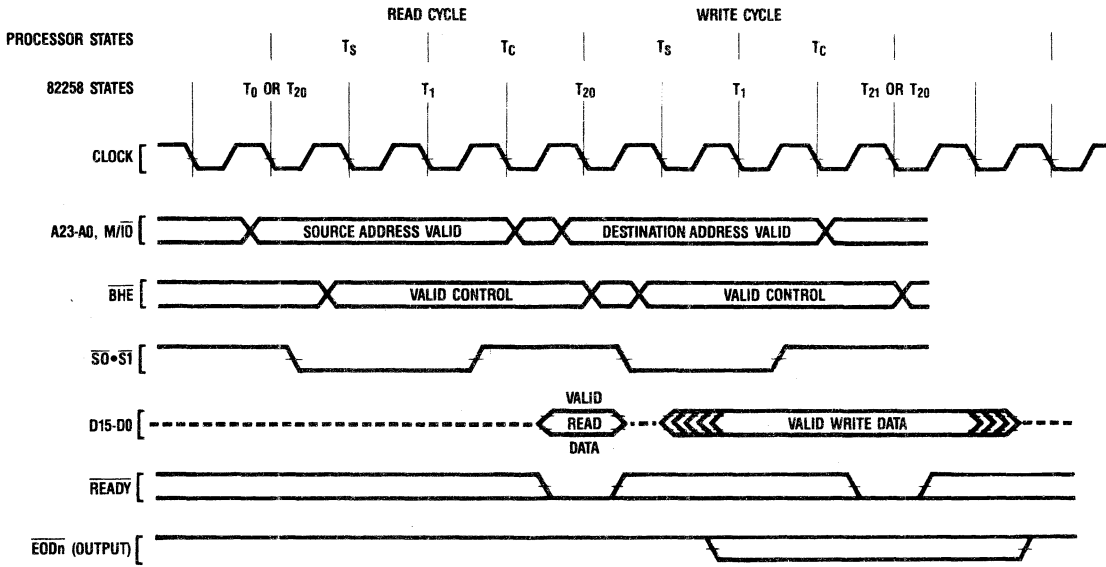 READ CYCLE WRITE CYCLE
PROCESSOR STATES TS TC TS TC
82258 STATES T0 OR T20 T1 T20 T1 T21 OR T20
CLOCK
A23-A0, M/IO SOURCE ADDRESS VALID DESTINATION ADDRESS VALID
BHE VALID CONTROL VALID CONTROL
S0•S1
VALID
D15-D0 READ VALID WRITE DATA
DATA
READY
EODn (OUTPUT)